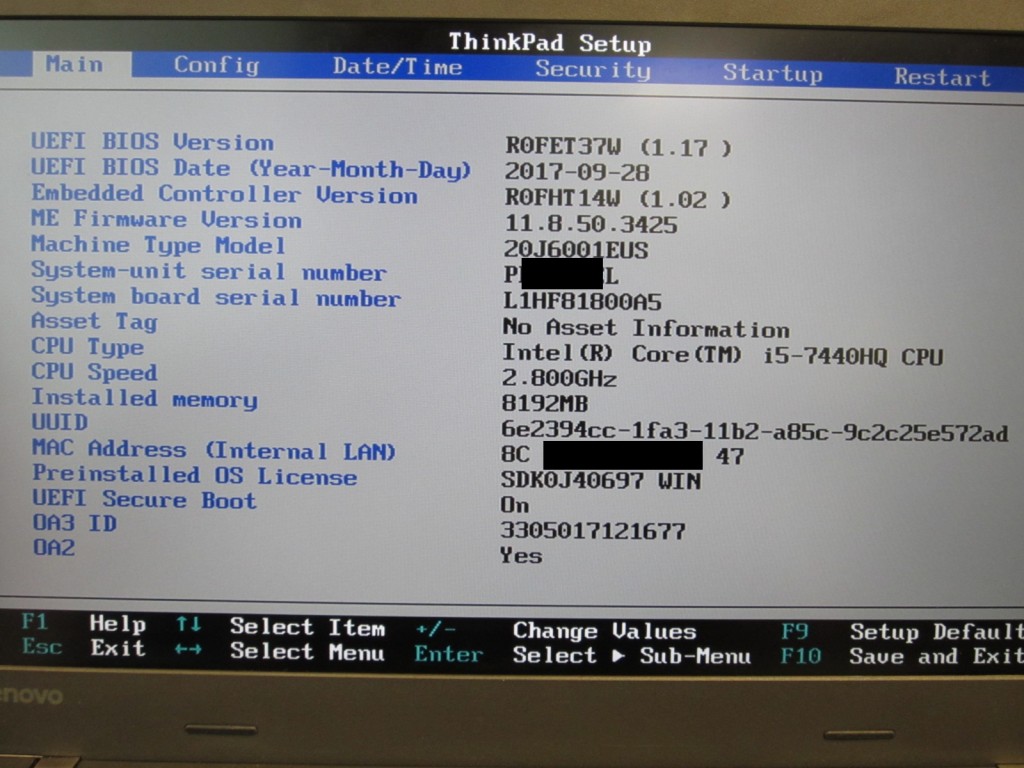 ThinkPad Setup
Main Config Date/Time Security Startup Restart
UEFI BIOS Version R0FET37W (1.17 )
UEFI BIOS Date (Year-Month-Day) 2017-09-28
Embedded Controller Version R0FHT14W (1.02 )
ME Firmware Version 11.8.50.3425
Machine Type Model 20J6001EUS
System-unit serial number P L
System board serial number L1HF81800A5
Asset Tag No Asset Information
CPU Type Intel(R) Core(TM) i5-7440HQ CPU
CPU Speed 2.800GHz
Installed memory 8192MB
UUID 6e2394cc-1fa3-11b2-a85c-9c2c25e572ad
MAC Address (Internal LAN) 8C 47
Preinstalled OS License SDK0J40697 WIN
UEFI Secure Boot On
OA3 ID 3305017121677
OA2 Yes
F1 Help ↑↓ Select Item +/- Change Values F9 Setup Default
Esc Exit ←→ Select Menu Enter Select ▶ Sub-Menu F10 Save and Exit
enovo